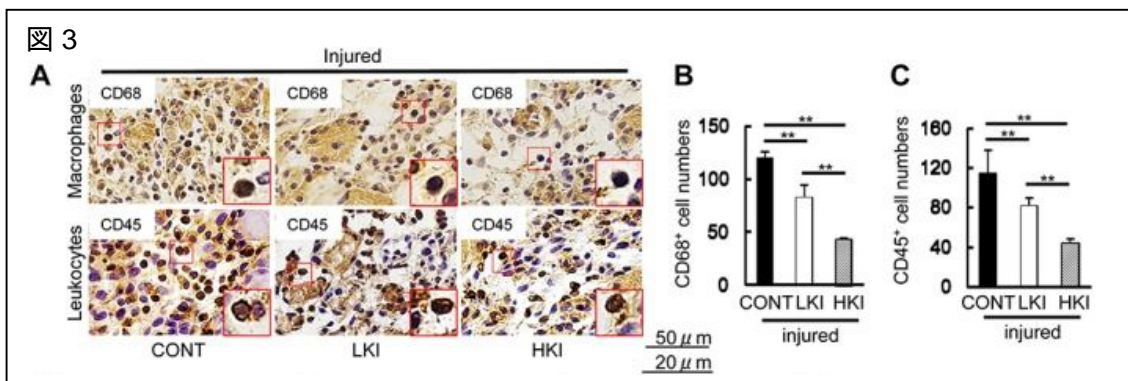 図 3
A
Injured
CD68
CD68
CD68
Macrophages
CD45
CD45
CD45
Leukocytes
CONT
LKI
HKI
50 μm
20 μm
B
CD68+ cell numbers
150
100
50
0
**
**
**
CONT LKI HKI
injured
C
CD45+ cell numbers
160
120
80
40
0
**
**
**
CONT LKI HKI
injured